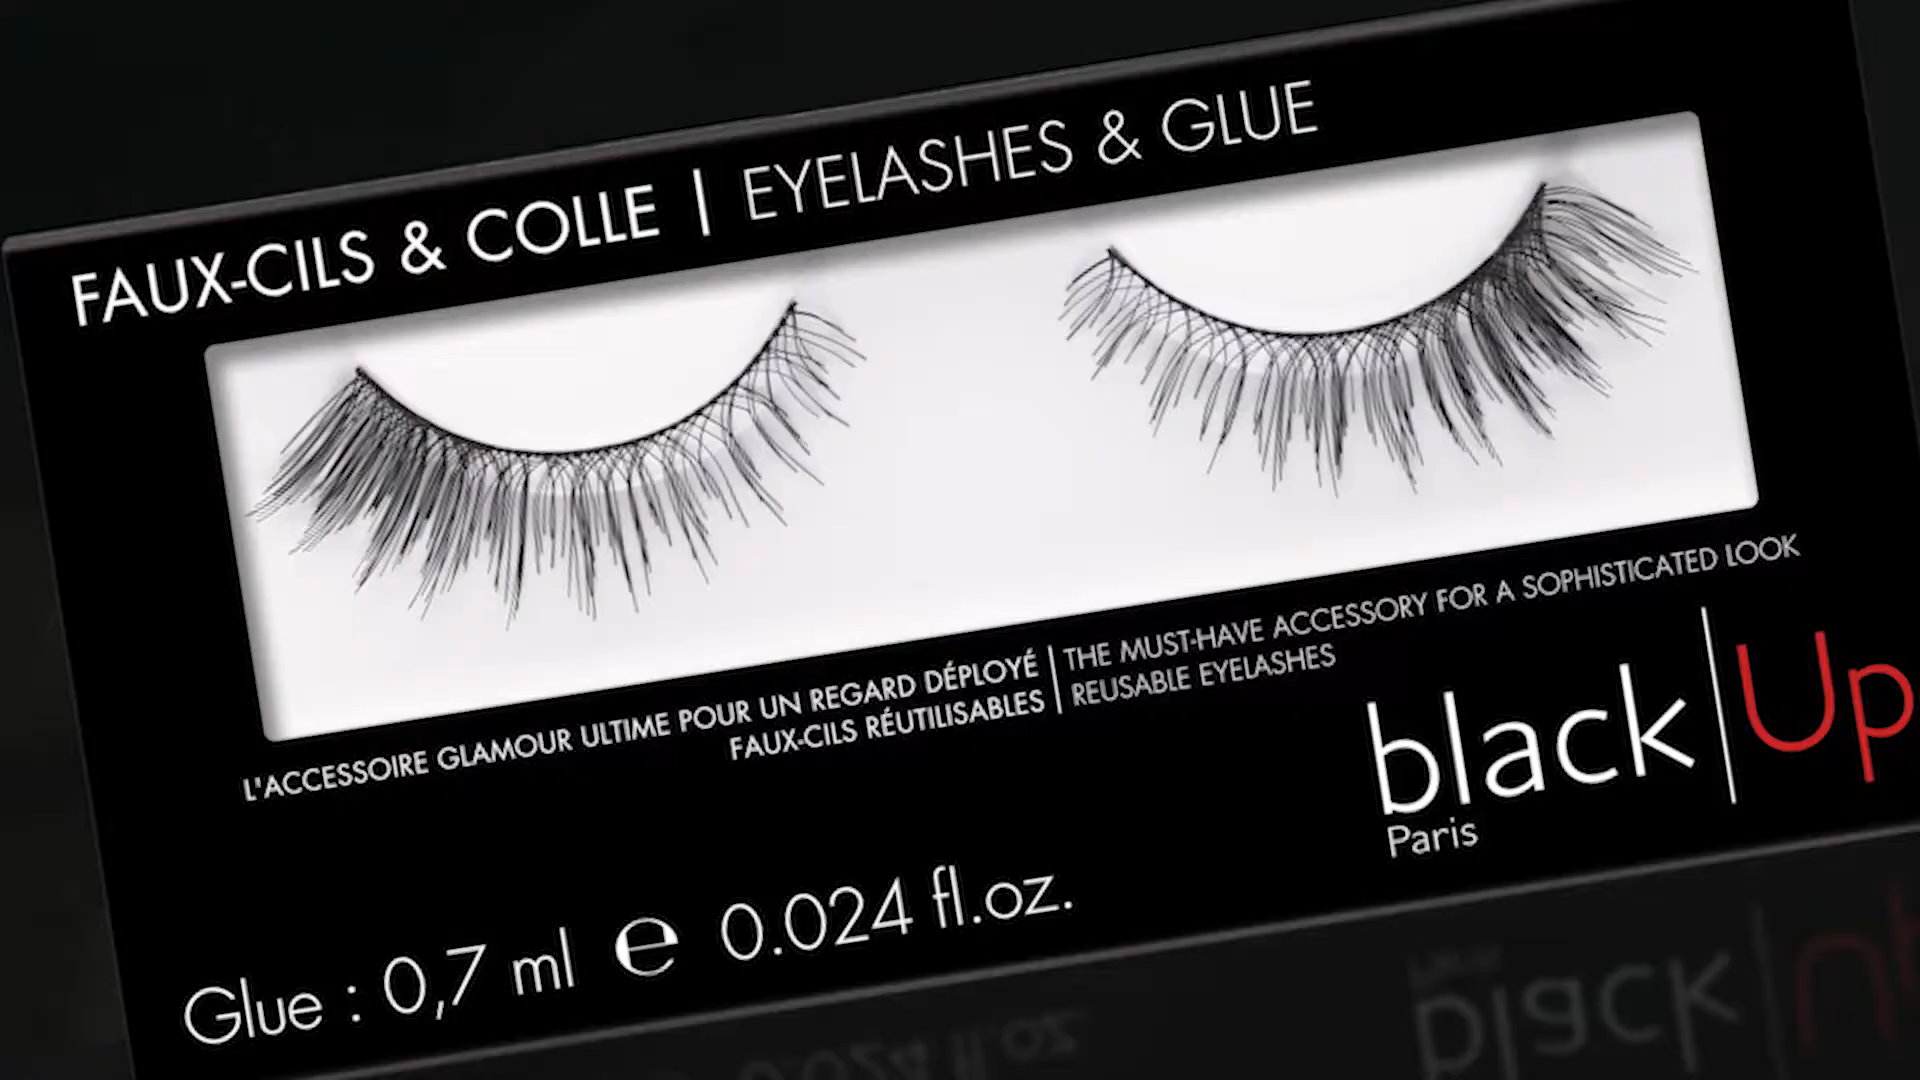 FAUX-CILS & COLLE | EYELASHES & GLUE
L'ACCESSOIRE GLAMOUR ULTIME POUR UN REGARD DÉPLOYÉ | THE MUST-HAVE ACCESSORY FOR A SOPHISTICATED LOOK
FAUX-CILS RÉUTILISABLES | REUSABLE EYELASHES
black|Up
Paris
Glue : 0,7 ml ℮ 0.024 fl.oz.